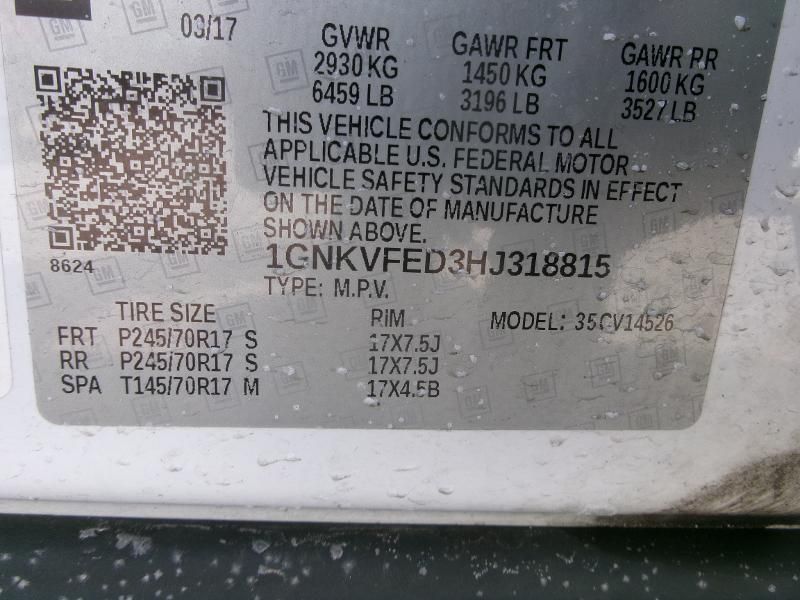 03/17
GVWR GAWR FRT GAWR RR
2930 KG 1450 KG 1600 KG
6459 LB 3196 LB 3527 LB
THIS VEHICLE CONFORMS TO ALL
APPLICABLE U.S. FEDERAL MOTOR
VEHICLE SAFETY STANDARDS IN EFFECT
ON THE DATE OF MANUFACTURE
SHOWN ABOVE.
8624
1GNKVFED3HJ318815
TYPE: M.P.V.
TIRE SIZE RIM MODEL: 35CV14526
FRT P245/70R17 S 17X7.5J
RR P245/70R17 S 17X7.5J
SPA T145/70R17 M 17X4.5B